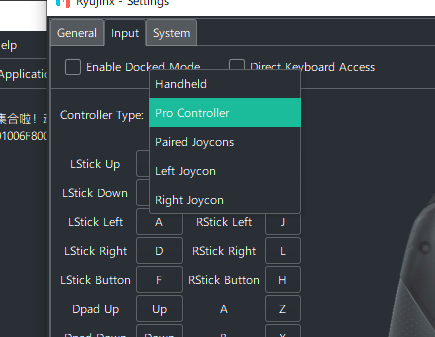 Ryujinx - Settings
General Input System
elp
Enable Docked Mode Direct Keyboard Access
Applicatio
Handheld
Controller Type: Pro Controller
集合啦！
01006F800
Paired Joycons
LStick Up Left Joycon
LStick Down Right Joycon
LStick Left A RStick Left J
LStick Right D RStick Right L
LStick Button F RStick Button H
Dpad Up Up A Z
Dpad Down Down B X